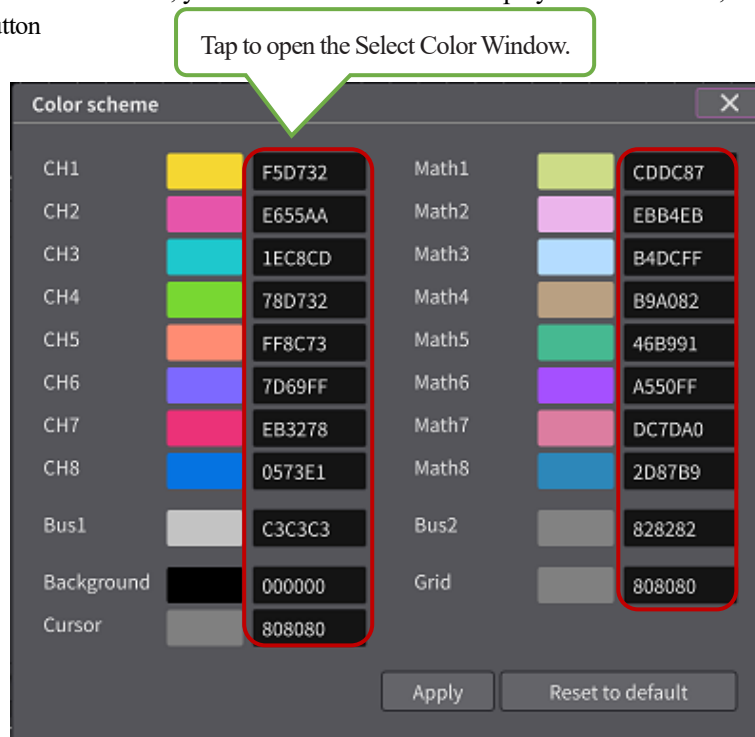 utton
Tap to open the Select Color Window.
Color scheme
CH1 F5D732 Math1 CDDC87
CH2 E655AA Math2 EBB4EB
CH3 1EC8CD Math3 B4DCFF
CH4 78D732 Math4 B9A082
CH5 FF8C73 Math5 46B991
CH6 7D69FF Math6 A550FF
CH7 EB3278 Math7 DC7DA0
CH8 0573E1 Math8 2D87B9
Bus1 C3C3C3 Bus2 828282
Background 000000 Grid 808080
Cursor 808080
Apply Reset to default